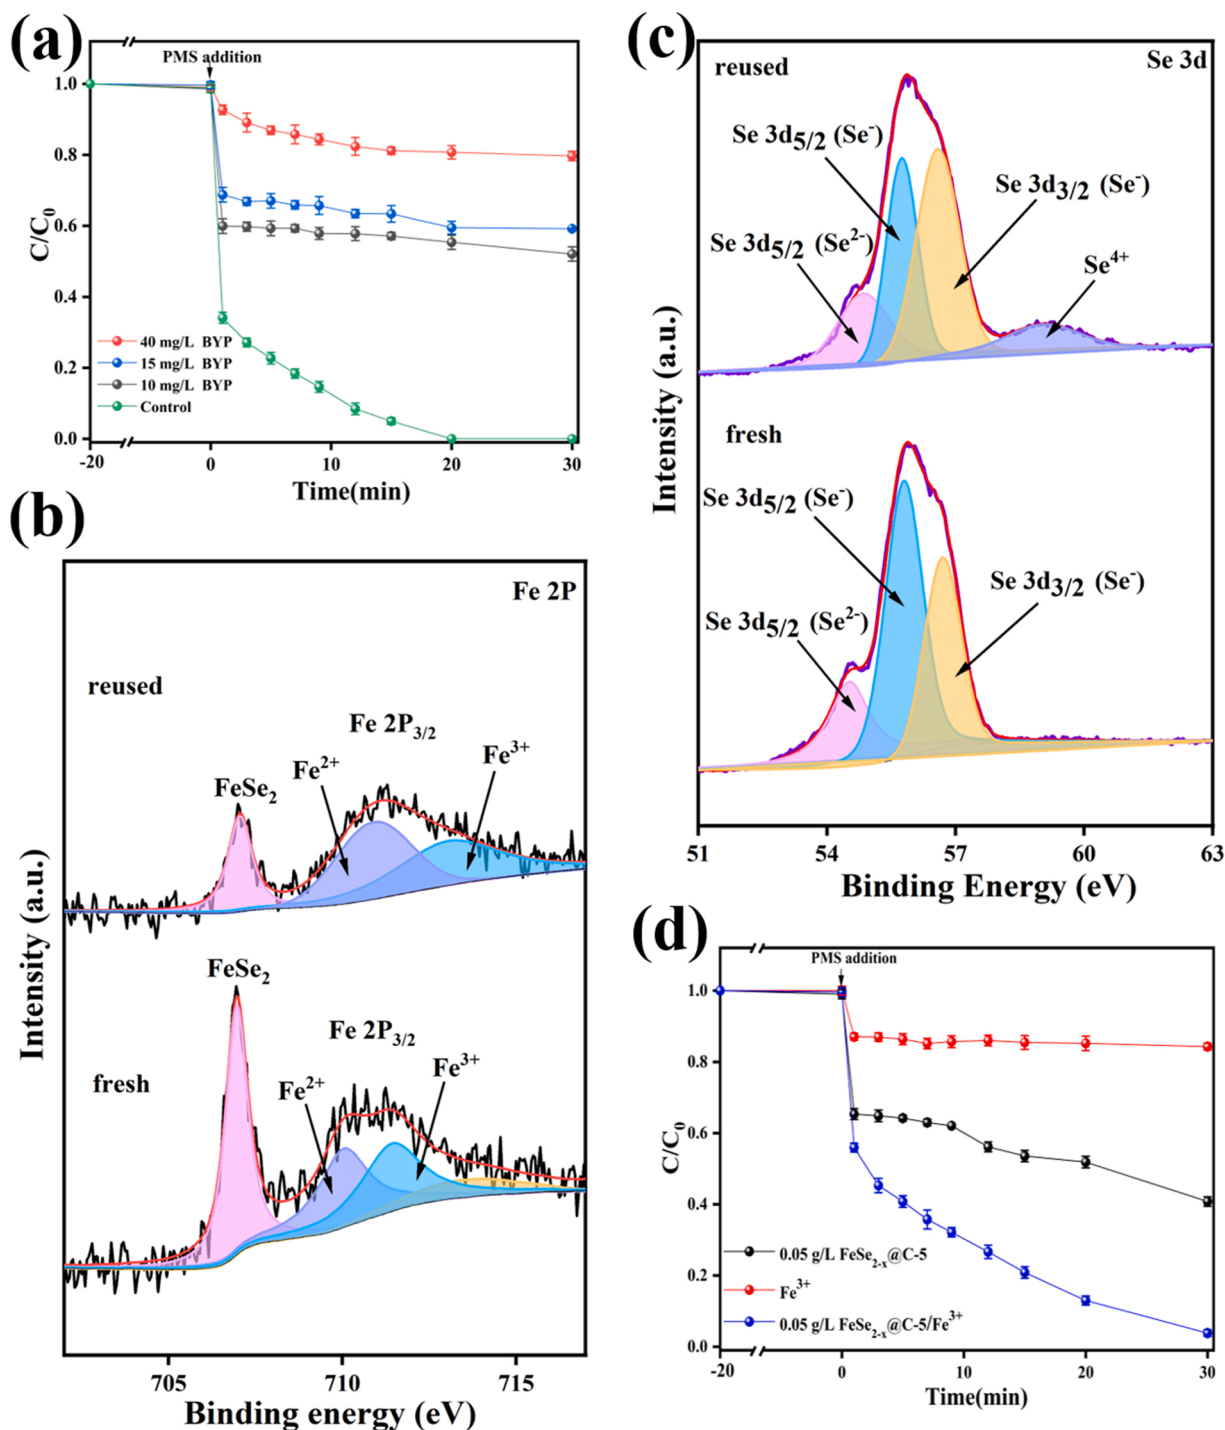 (a)
PMS addition
1.0
0.8
0.6
0.4
0.2
0.0
C/C0
40 mg/L BYP
15 mg/L BYP
10 mg/L BYP
Control
-20 0 10 20 30
Time(min)
(b)
Fe 2P
reused
Fe 2P3/2
Fe2+
Fe3+
FeSe2
FeSe2
Fe 2P3/2
fresh
Fe2+
Fe3+
Intensity (a.u.)
705 710 715
Binding energy (eV)
(c)
reused
Se 3d
Se 3d5/2 (Se-)
Se 3d3/2 (Se-)
Se 3d5/2 (Se2-)
Se4+
fresh
Se 3d5/2 (Se-)
Se 3d3/2 (Se-)
Se 3d5/2 (Se2-)
Intensity (a.u.)
51 54 57 60 63
Binding Energy (eV)
(d)
PMS addition
1.0
0.8
0.6
0.4
0.2
0.0
C/C0
0.05 g/L FeSe2-x@C-5
Fe3+
0.05 g/L FeSe2-x@C-5/Fe3+
-20 0 10 20 30
Time(min)